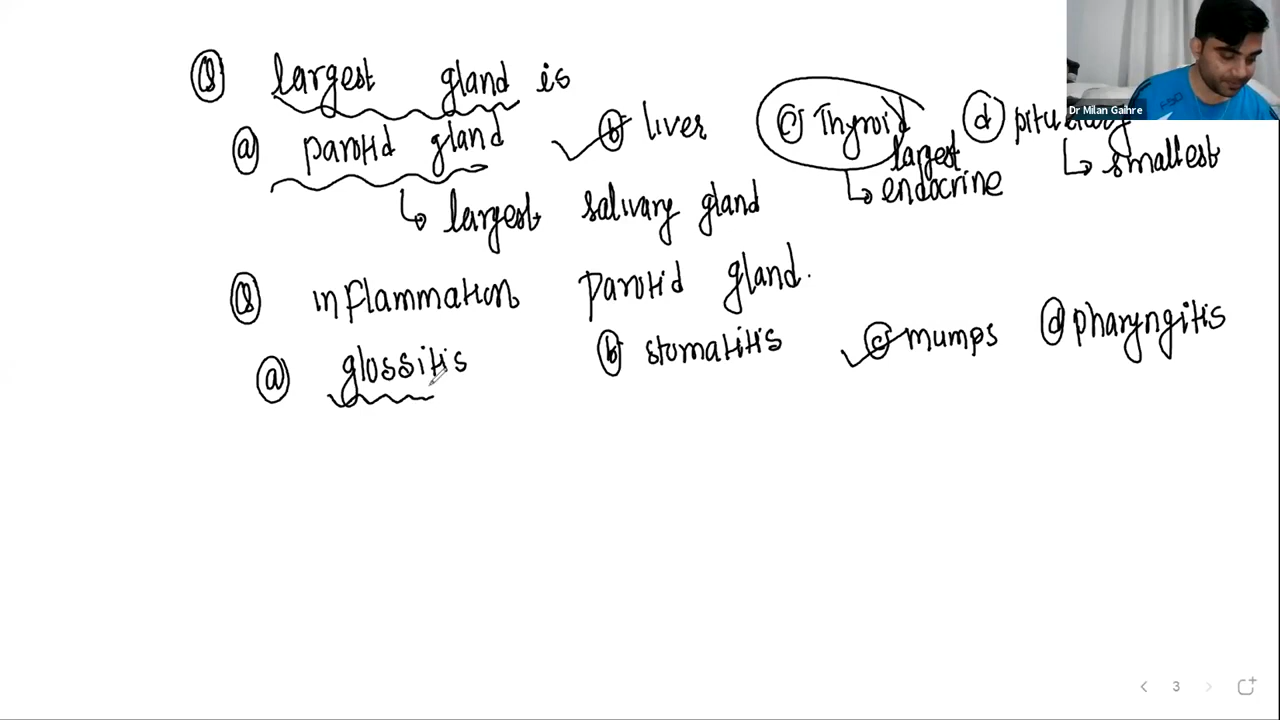 Q largest gland is
a parotid gland b liver c Thyroid d pituitary
largest salivary gland largest endocrine smallest
Q inflammation parotid gland.
a glossitis b stomatitis c mumps d pharyngitis
Dr Milan Gaihre
3